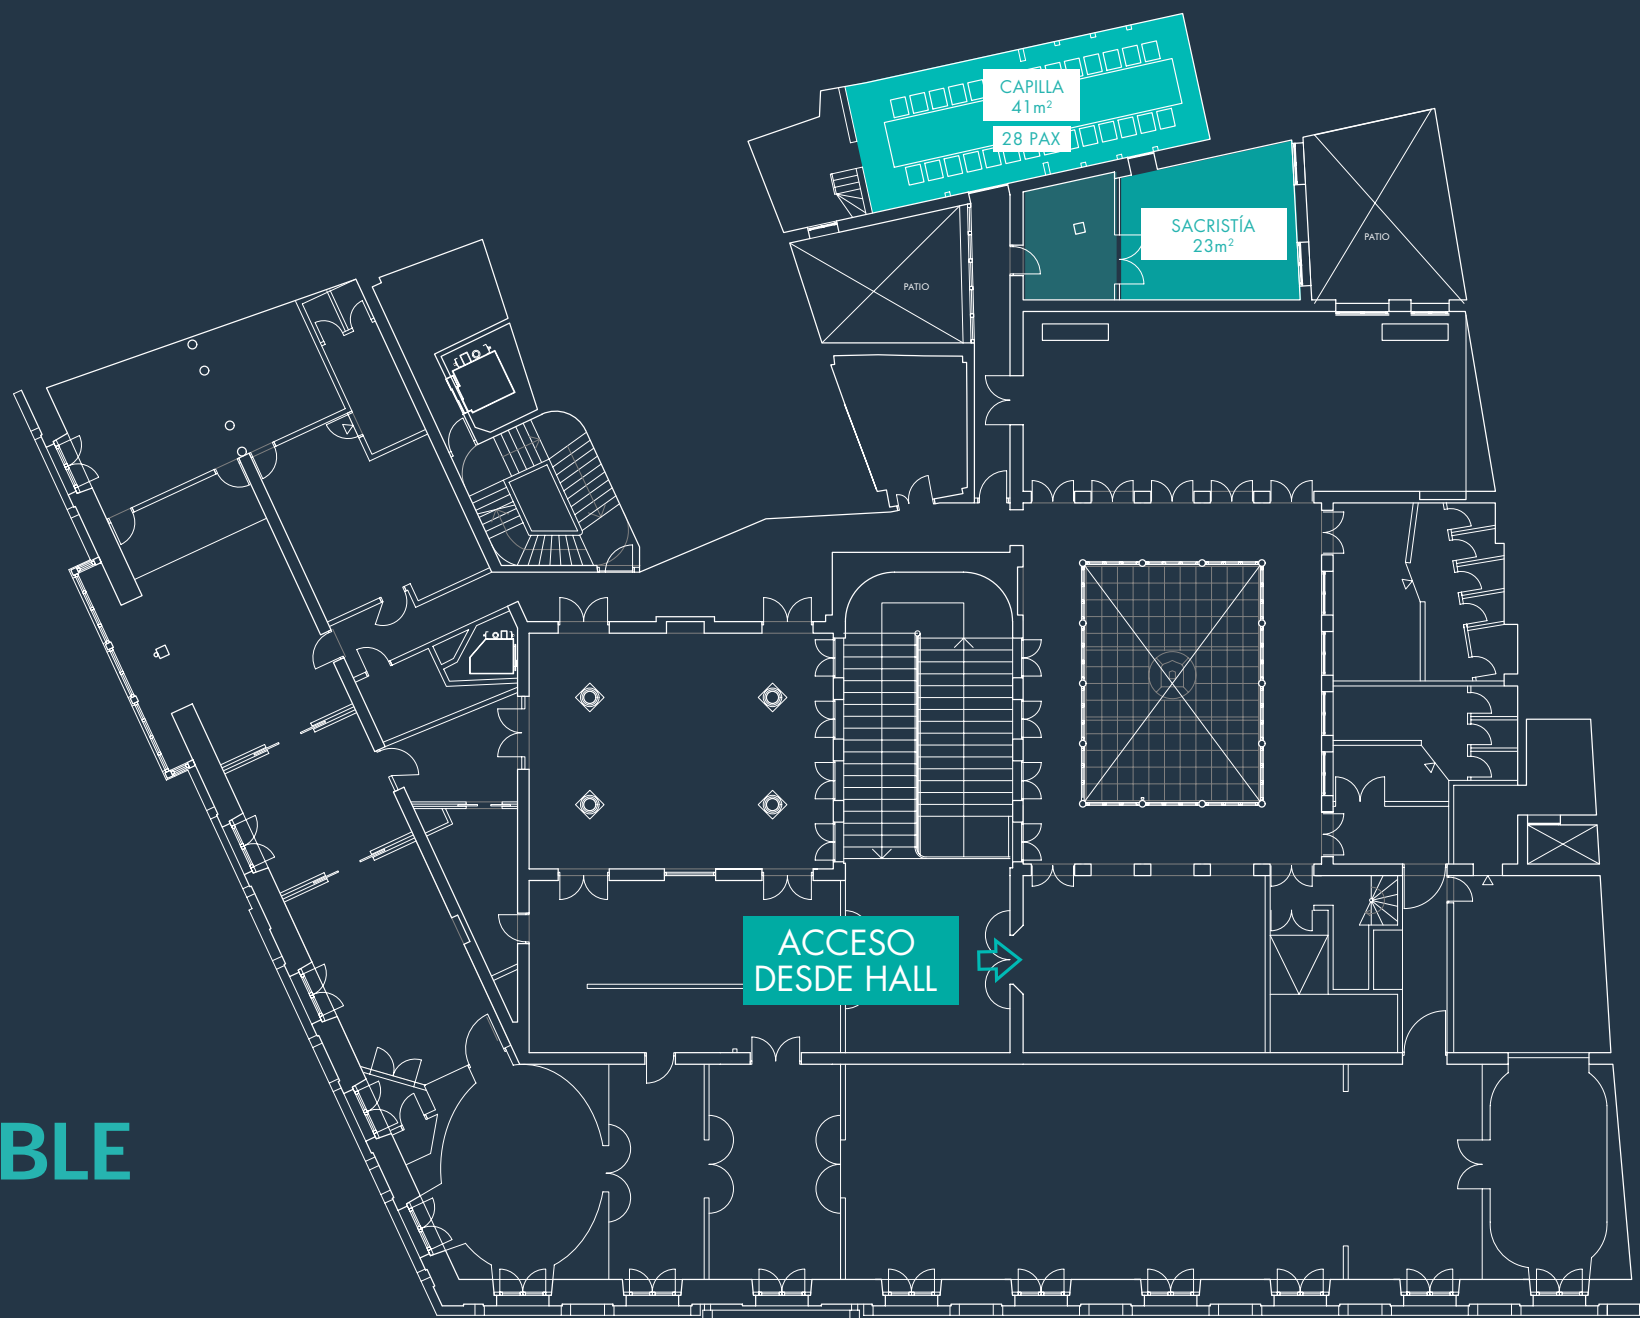 CAPILLA
41m²
28 PAX
SACRISTÍA
23m²
PATIO
PATIO
ACCESO
DESDE HALL
BLE